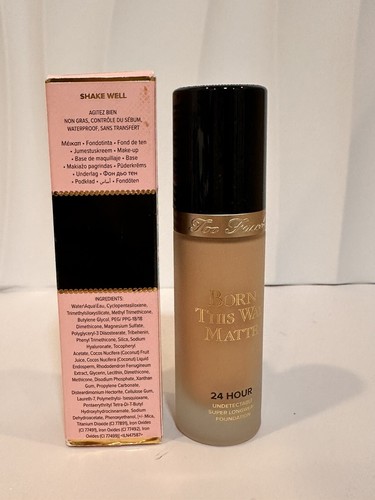 SHAKE WELL
AGITEZ BIEN
NON GRAS, CONTRÔLE DU SÉBUM,
WATERPROOF, SANS TRANSFERT
Μέικαπ • Fondotinta • Fond de ten
• Jumestuskreem • Make-up
• Base de maquillaje • Base
• Makiažo pagrindas • Púderkrēms
• Underlag • Фон дьо тен
• Podkład • أساس • Fondöten
INGREDIENTS:
Water/Aqua/Eau, Cyclopentasiloxane,
Trimethylsiloxysilicate, Methyl Trimethicone,
Butylene Glycol, PEG/ PPG-18/18
Dimethicone, Magnesium Sulfate,
Polyglyceryl-3 Diisostearate, Tribehenin,
Phenyl Trimethicone, Silica, Sodium
Hyaluronate, Tocopheryl
Acetate, Cocos Nucifera (Coconut) Fruit
Juice, Cocos Nucifera (Coconut) Liquid
Endosperm, Rhododendron Ferrugineum
Extract, Glycerin, Lecithin, Dimethicone,
Methicone, Disodium Phosphate, Xanthan
Gum, Propylene Carbonate,
Disteardimonium Hectorite, Cellulose Gum,
Laureth-7, Polymethylsilsesquioxane,
Pentaerythrityl Tetra-Di-T-Butyl
Hydroxyhydrocinnamate, Sodium
Dehydroacetate, Phenoxyethanol, [+/- Mica,
Titanium Dioxide (CI 77891), Iron Oxides
(CI 77491), Iron Oxides (CI 77492), Iron
Oxides (CI 77499)] <ILN47587>
Too Faced
BORN
THIS WAY
MATTE
24 HOUR
UNDETECTABLE
SUPER LONGWEAR
FOUNDATION